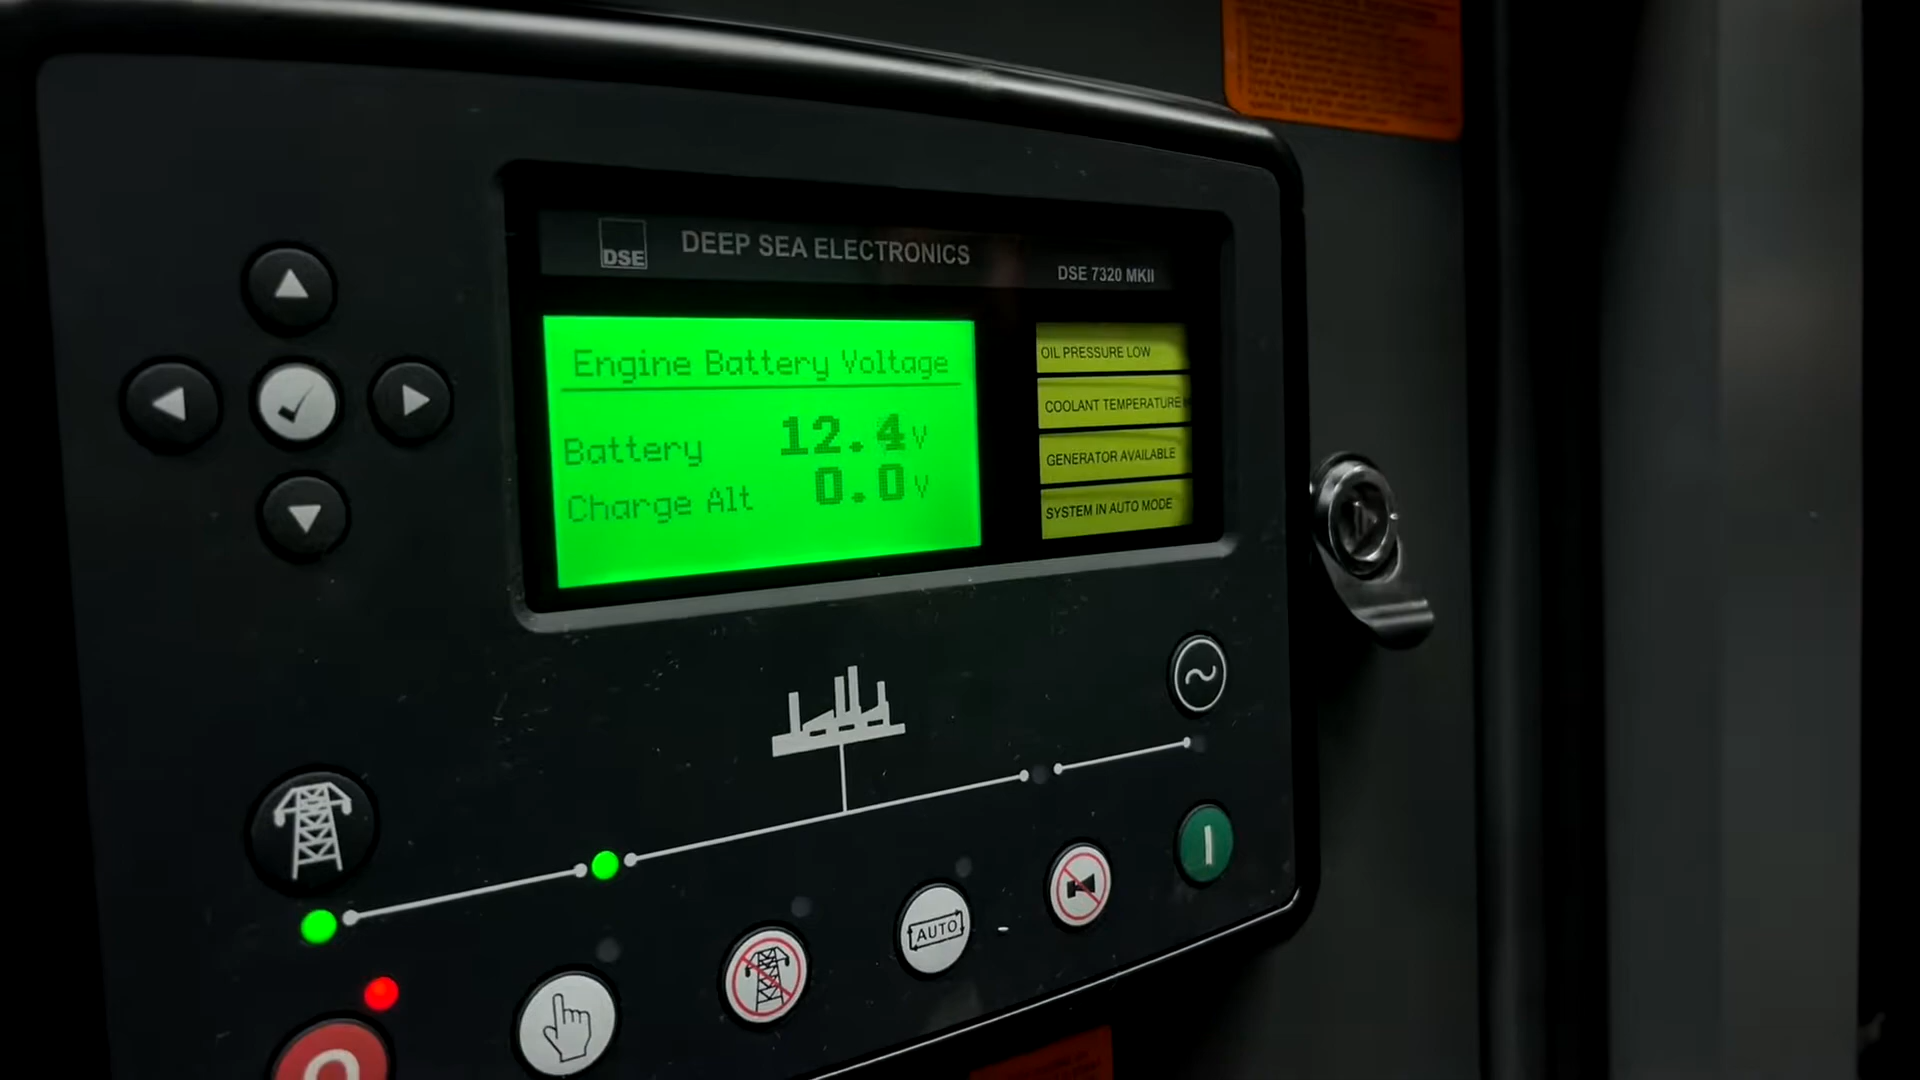 DSE
DEEP SEA ELECTRONICS
DSE 7320 MKII
Engine Battery Voltage
Battery 12.4 V
Charge Alt 0.0 V
OIL PRESSURE LOW
COOLANT TEMPERATURE
GENERATOR AVAILABLE
SYSTEM IN AUTO MODE
AUTO